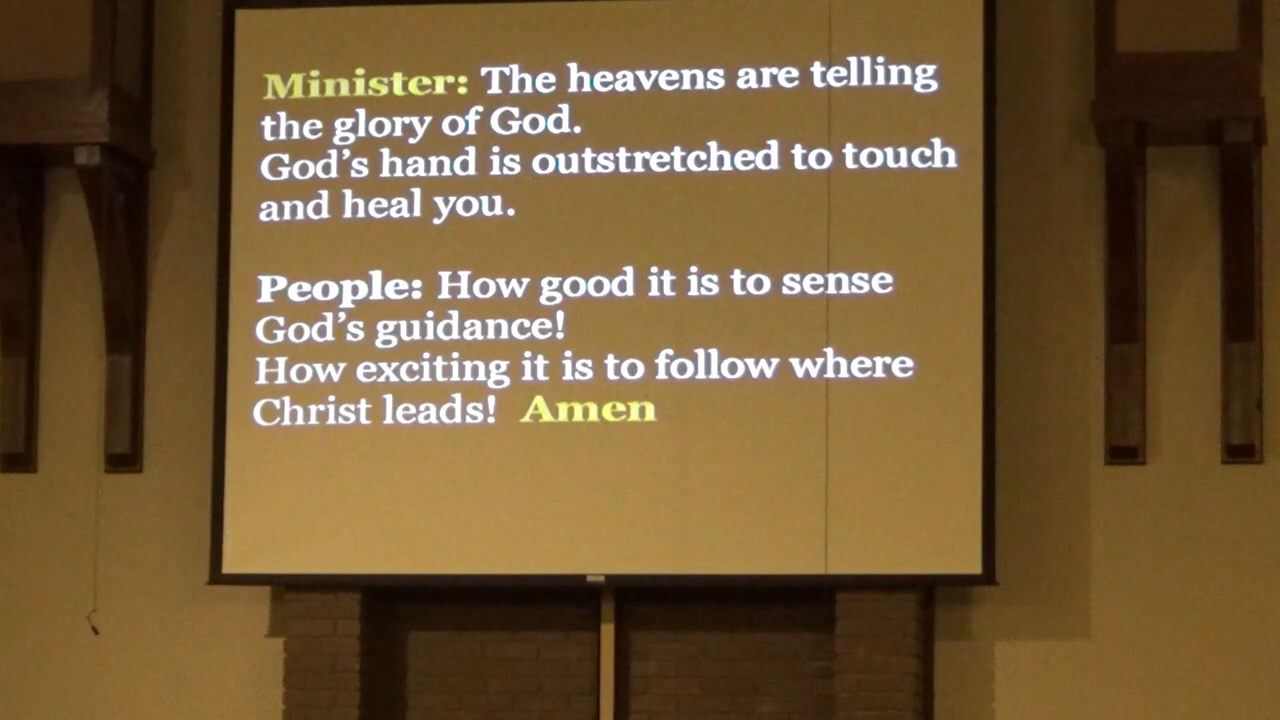 Minister: The heavens are telling
the glory of God.
God's hand is outstretched to touch
and heal you.
People: How good it is to sense
God's guidance!
How exciting it is to follow where
Christ leads! Amen